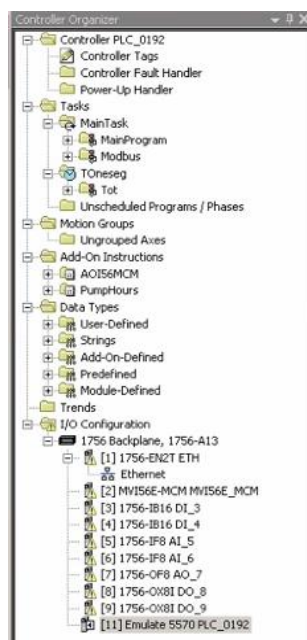 Controller Organizer
Controller PLC_0192
Controller Tags
Controller Fault Handler
Power-Up Handler
Tasks
MainTask
MainProgram
Modbus
TOneseg
Tot
Unscheduled Programs / Phases
Motion Groups
Ungrouped Axes
Add-On Instructions
AOI56MCM
PumpHours
Data Types
User-Defined
Strings
Add-On-Defined
Predefined
Module-Defined
Trends
I/O Configuration
1756 Backplane, 1756-A13
[1] 1756-EN2T ETH
Ethernet
[2] MVI56E-MCM MVI56E_MCM
[3] 1756-IB16 DI_3
[4] 1756-IB16 DI_4
[5] 1756-IF8 AI_5
[6] 1756-IF8 AI_6
[7] 1756-OF8 AO_7
[8] 1756-OX8I DO_8
[9] 1756-OX8I DO_9
[11] Emulate 5570 PLC_0192